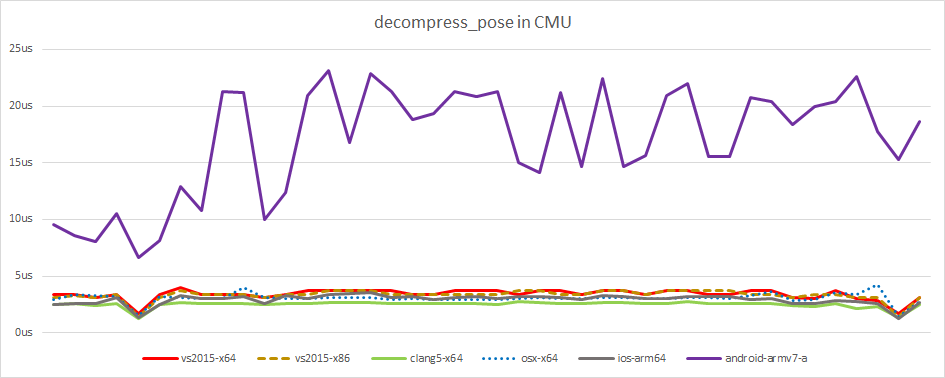 decompress_pose in CMU
25us
20us
15us
10us
5us
0us
vs2015-x64 vs2015-x86 clang5-x64 osx-x64 ios-arm64 android-armv7-a